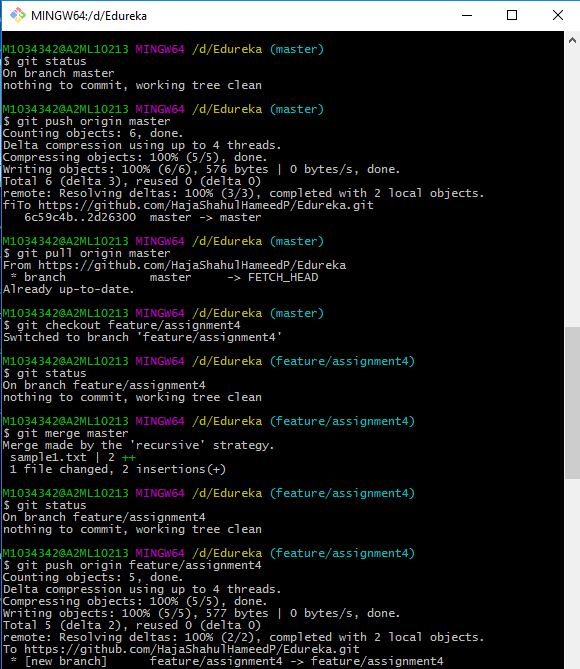 MINGW64:/d/Edureka
M1034342@A2ML10213 MINGW64 /d/Edureka (master)
$ git status
On branch master
nothing to commit, working tree clean
M1034342@A2ML10213 MINGW64 /d/Edureka (master)
$ git push origin master
Counting objects: 6, done.
Delta compression using up to 4 threads.
Compressing objects: 100% (5/5), done.
Writing objects: 100% (6/6), 576 bytes | 0 bytes/s, done.
Total 6 (delta 3), reused 0 (delta 0)
remote: Resolving deltas: 100% (3/3), completed with 2 local objects.
fiTo https://github.com/HajaShahulHameedP/Edureka.git
   6c59c4b..2d26300  master -> master
M1034342@A2ML10213 MINGW64 /d/Edureka (master)
$ git pull origin master
From https://github.com/HajaShahulHameedP/Edureka
 * branch            master     -> FETCH_HEAD
Already up-to-date.
M1034342@A2ML10213 MINGW64 /d/Edureka (master)
$ git checkout feature/assignment4
Switched to branch 'feature/assignment4'
M1034342@A2ML10213 MINGW64 /d/Edureka (feature/assignment4)
$ git status
On branch feature/assignment4
nothing to commit, working tree clean
M1034342@A2ML10213 MINGW64 /d/Edureka (feature/assignment4)
$ git merge master
Merge made by the 'recursive' strategy.
 sample1.txt | 2 ++
 1 file changed, 2 insertions(+)
M1034342@A2ML10213 MINGW64 /d/Edureka (feature/assignment4)
$ git status
On branch feature/assignment4
nothing to commit, working tree clean
M1034342@A2ML10213 MINGW64 /d/Edureka (feature/assignment4)
$ git push origin feature/assignment4
Counting objects: 5, done.
Delta compression using up to 4 threads.
Compressing objects: 100% (5/5), done.
Writing objects: 100% (5/5), 577 bytes | 0 bytes/s, done.
Total 5 (delta 2), reused 0 (delta 0)
remote: Resolving deltas: 100% (2/2), completed with 2 local objects.
To https://github.com/HajaShahulHameedP/Edureka.git
 * [new branch]      feature/assignment4 -> feature/assignment4